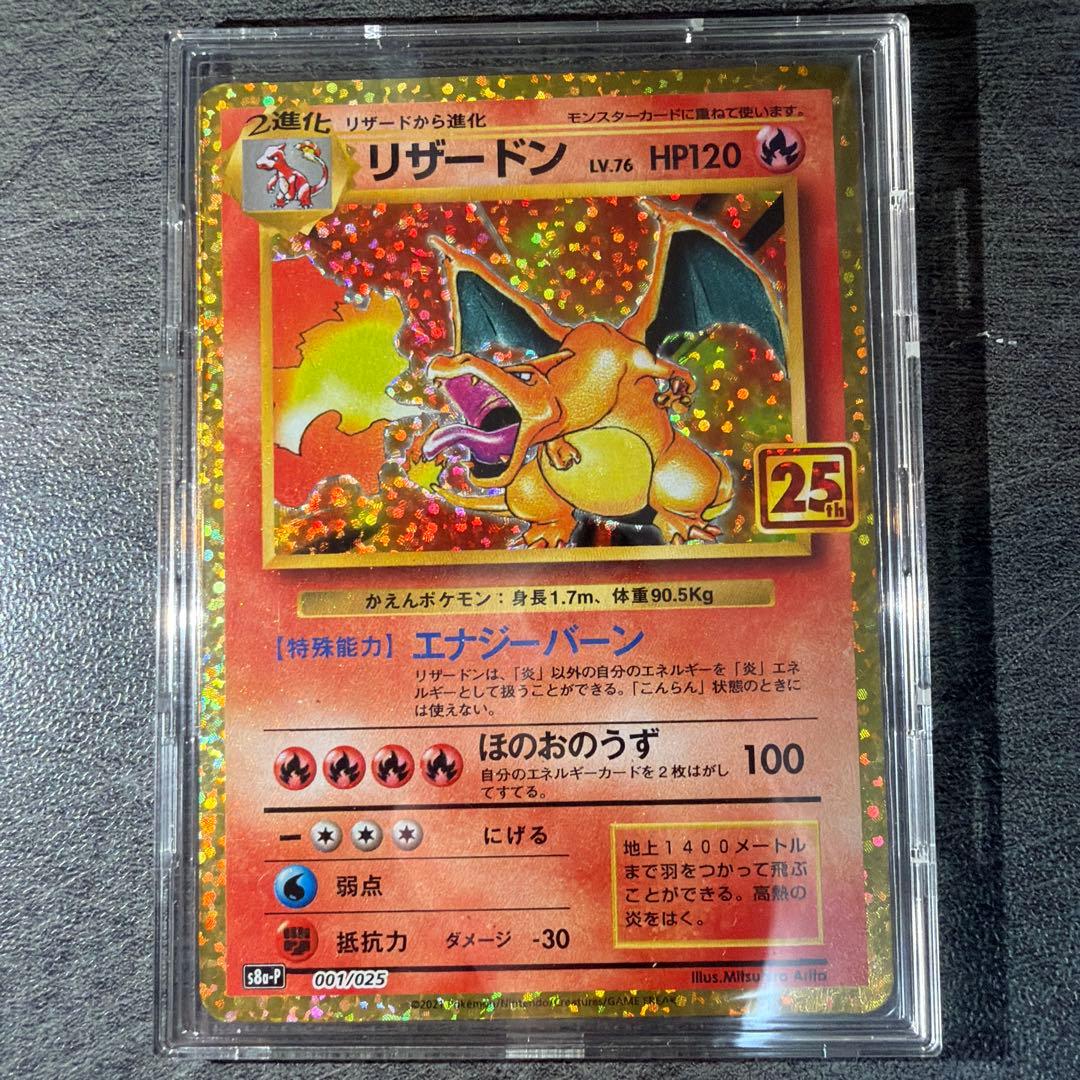 2進化 リザードから進化 モンスターカードに重ねて使います。
リザードン LV.76 HP120
25th
かえんポケモン：身長1.7m、体重90.5Kg
【特殊能力】 エナジーバーン
リザードンは、「炎」以外の自分のエネルギーを「炎」エネ
ルギーとして扱うことができる。「こんらん」状態のときに
は使えない。
ほのおのうず 100
自分のエネルギーカードを２枚はがし
てすてる。
ー にげる
弱点
抵抗力 ダメージ -30
地上１４００メートル
まで羽をつかって飛ぶ
ことができる。高熱の
炎をはく。
s8a-P 001/025
Illus.Mitsuhiro Arita
©2021 Pokémon/Nintendo/Creatures/GAME FREAK